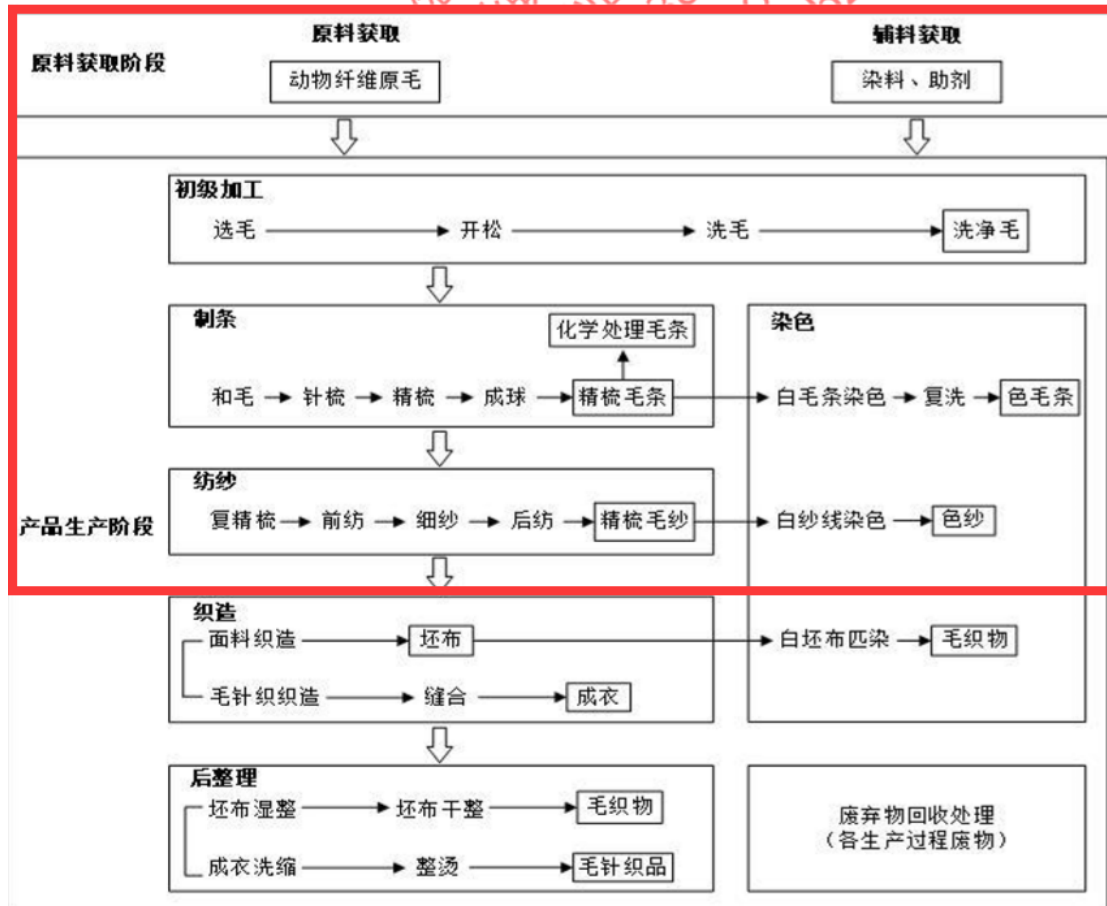 原料获取
辅料获取
原料获取阶段
动物纤维原毛
染料、助剂
初级加工
选毛 开松 洗毛 洗净毛
制条
化学处理毛条
染色
和毛 针梳 精梳 成球 精梳毛条 白毛条染色 复洗 色毛条
纺纱
复精梳 前纺 细纱 后纺 精梳毛纱 白纱线染色 色纱
产品生产阶段
织造
面料织造 坯布 白坯布匹染 毛织物
毛针织织造 缝合 成衣
后整理
坯布湿整 坯布干整 毛织物
废弃物回收处理
(各生产过程废物)
成衣洗缩 整烫 毛针织品